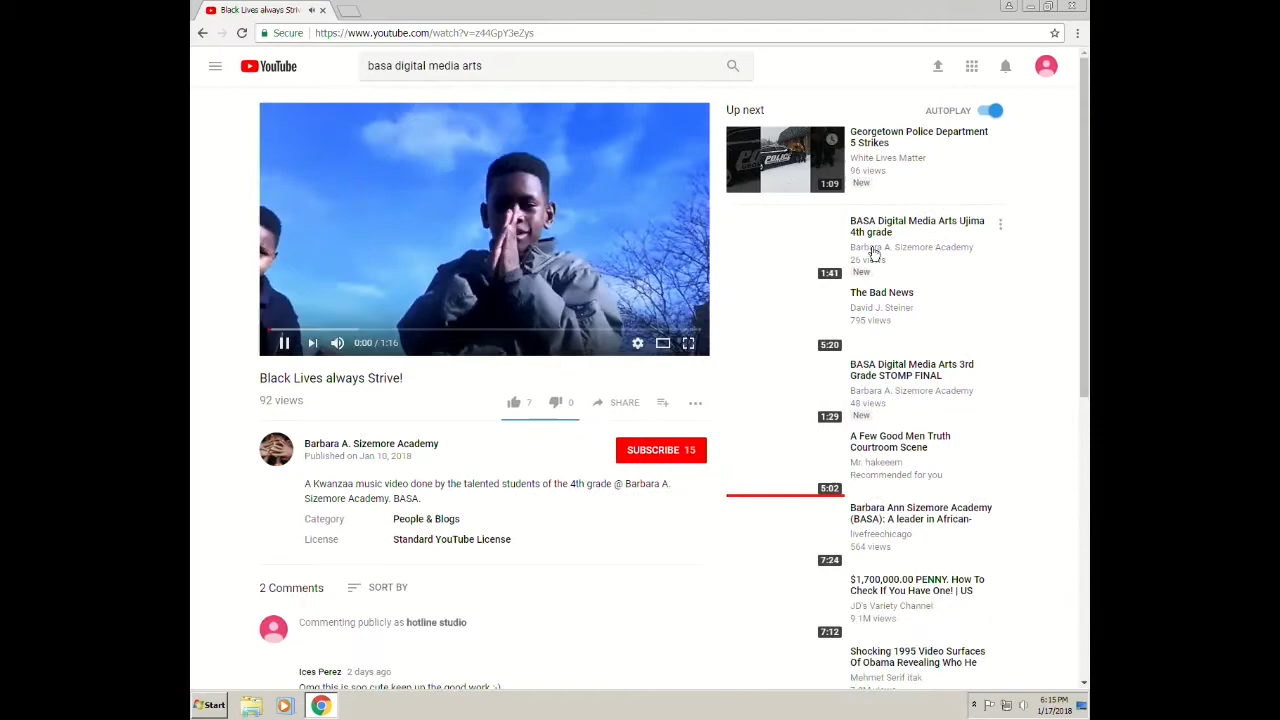 Black Lives always Striv
Secure
https://www.youtube.com/watch?v=z44GpY3eZys
YouTube
basa digital media arts
Up next
AUTOPLAY
Georgetown Police Department
5 Strikes
White Lives Matter
96 views
New
1:09
BASA Digital Media Arts Ujima
4th grade
Barbara A. Sizemore Academy
26 views
New
1:41
The Bad News
David J. Steiner
795 views
5:20
BASA Digital Media Arts 3rd
Grade STOMP FINAL
Barbara A. Sizemore Academy
48 views
New
1:29
A Few Good Men Truth
Courtroom Scene
Mr. hakeeem
Recommended for you
5:02
Barbara Ann Sizemore Academy
(BASA): A leader in African-
livefreechicago
564 views
7:24
$1,700,000.00 PENNY. How To
Check If You Have One! | US
JD's Variety Channel
9.1M views
7:12
Shocking 1995 Video Surfaces
Of Obama Revealing Who He
Mehmet Serif itak
0:00 / 1:16
Black Lives always Strive!
92 views
7
0
SHARE
Barbara A. Sizemore Academy
Published on Jan 10, 2018
SUBSCRIBE 15
A Kwanzaa music video done by the talented students of the 4th grade @ Barbara A.
Sizemore Academy. BASA.
Category
People & Blogs
License
Standard YouTube License
2 Comments
SORT BY
Commenting publicly as hotline studio
Ices Perez 2 days ago
Omg this is soo cute keep up the good work :)
Start
6:15 PM
1/17/2018